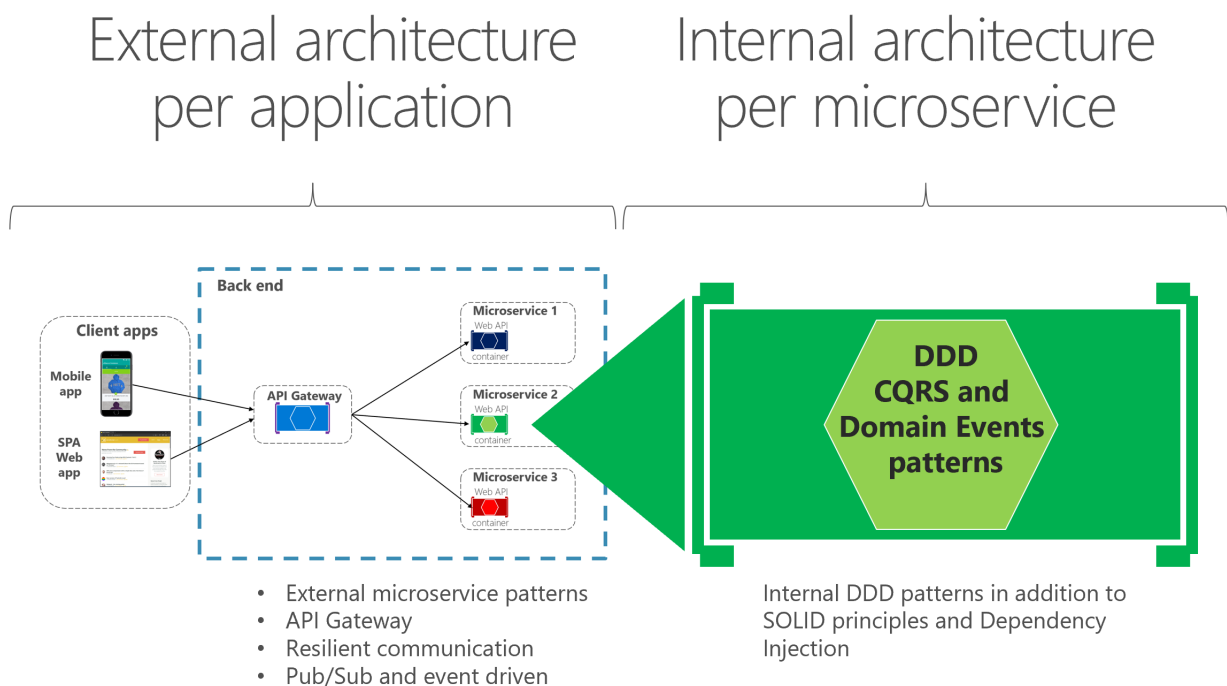 External architecture
per application
Internal architecture
per microservice
Back end
Client apps
Mobile
app
SPA
Web
app
API Gateway
Microservice 1
Web API
container
Microservice 2
Web API
container
Microservice 3
Web API
container
DDD
CQRS and
Domain Events
patterns
• External microservice patterns
• API Gateway
• Resilient communication
• Pub/Sub and event driven
Internal DDD patterns in addition to
SOLID principles and Dependency
Injection